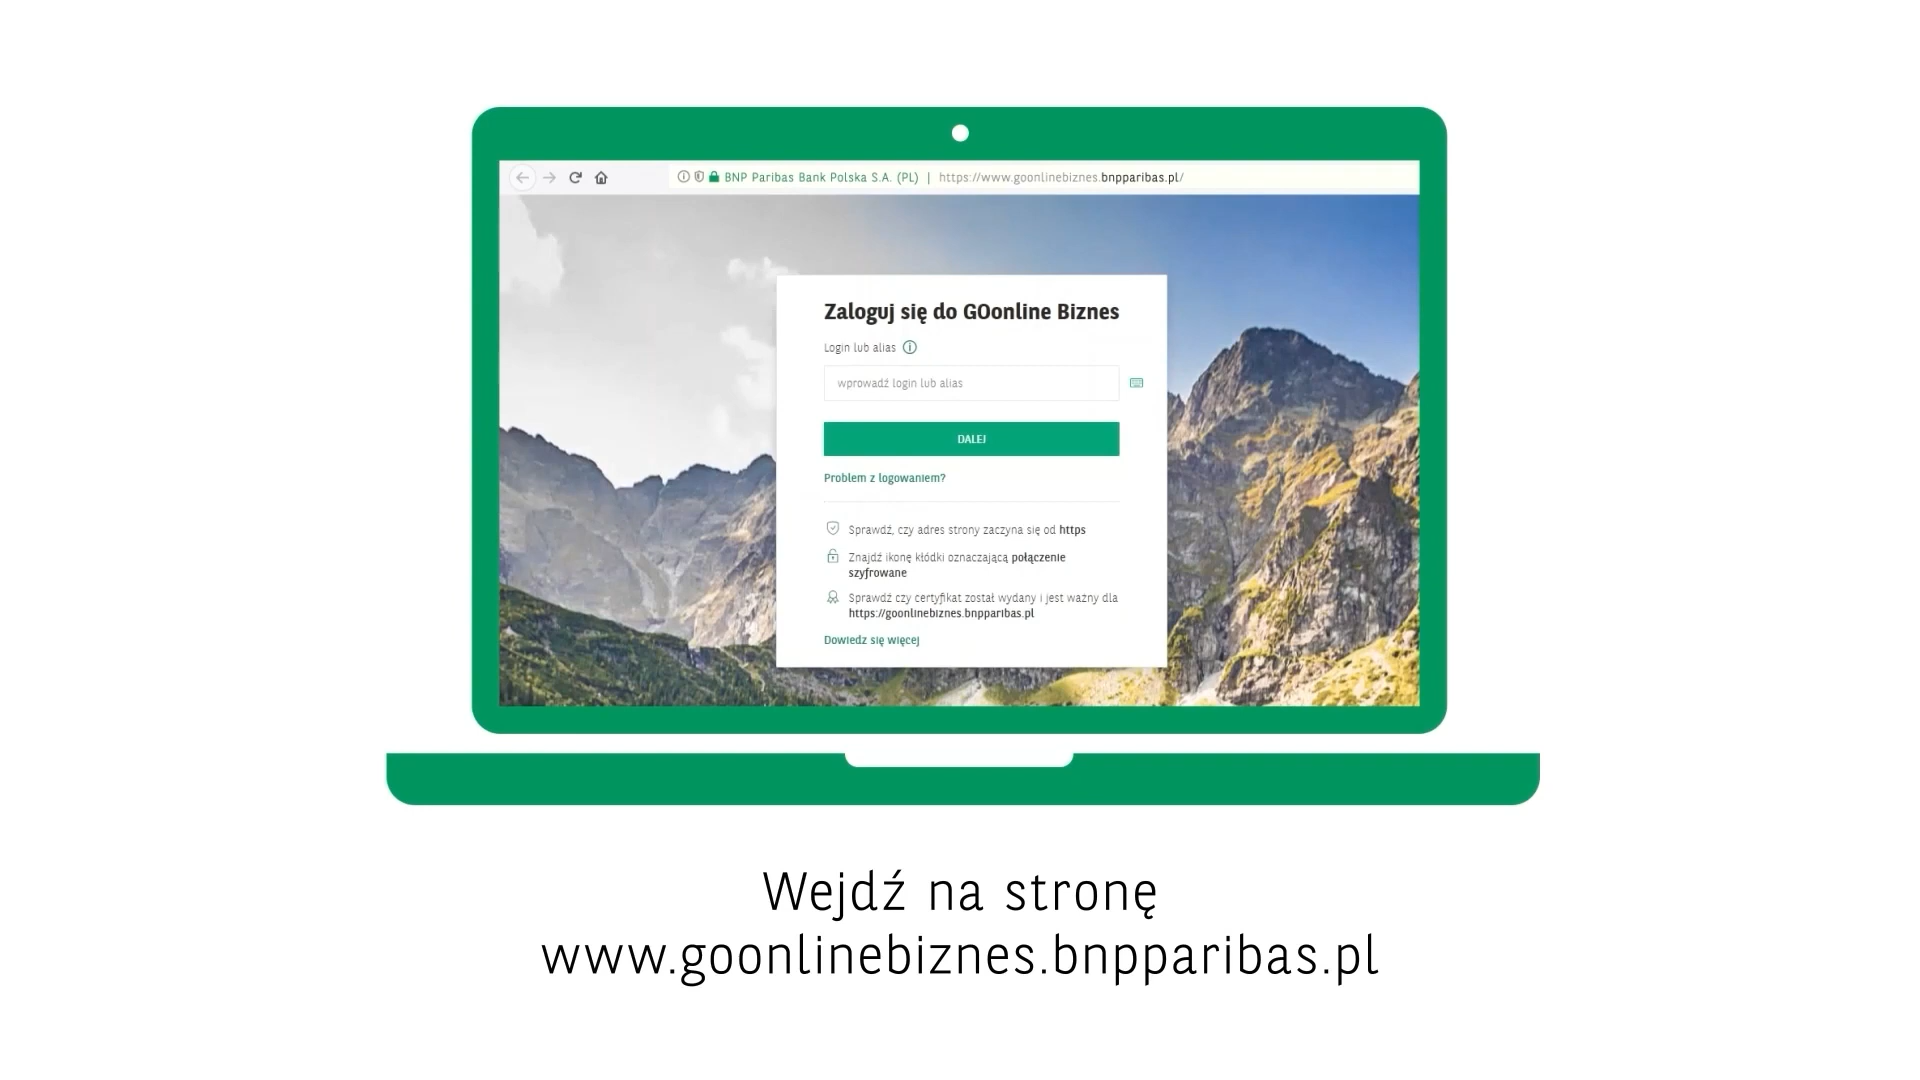 BNP Paribas Bank Polska S.A. (PL) | https://www.goonlinebiznes.bnpparibas.pl/
Zaloguj się do GOonline Biznes
Login lub alias
wprowadź login lub alias
DALEJ
Problem z logowaniem?
Sprawdź, czy adres strony zaczyna się od https
Znajdź ikonę kłódki oznaczającą połączenie
szyfrowane
Sprawdź czy certyfikat został wydany i jest ważny dla
https://goonlinebiznes.bnpparibas.pl
Dowiedz się więcej
Wejdź na stronę
www.goonlinebiznes.bnpparibas.pl